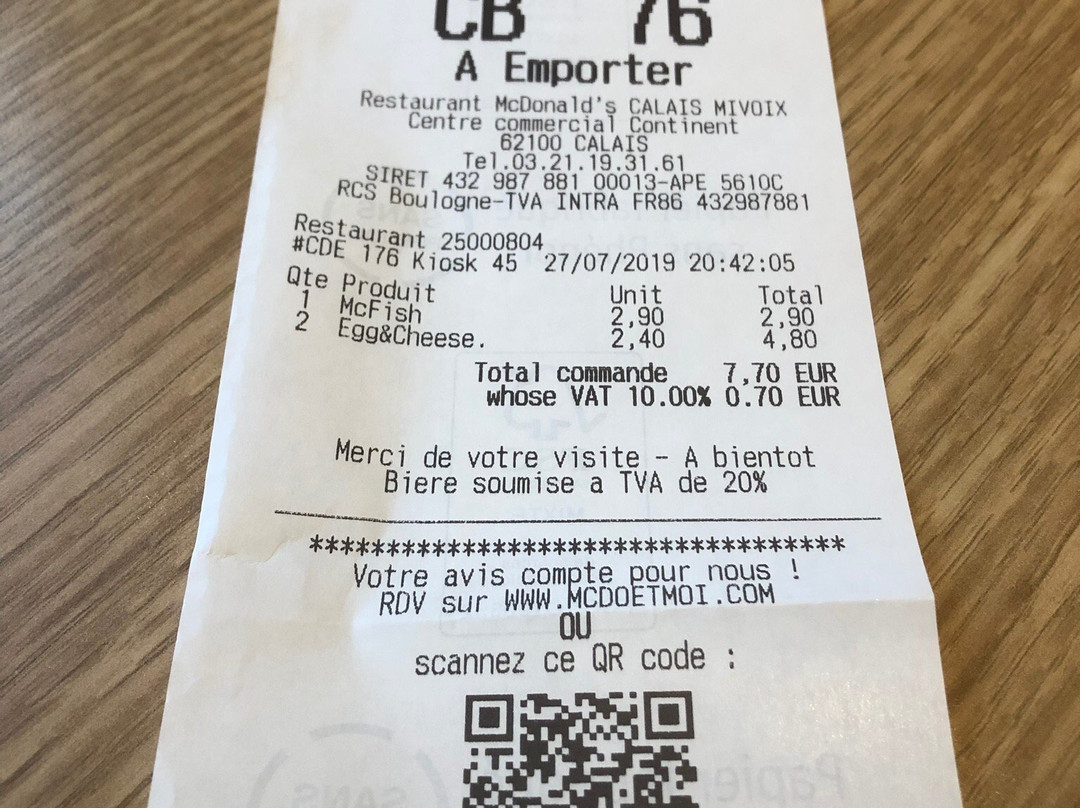 CB 76
A Emporter
Restaurant McDonald's CALAIS MIVOIX
Centre commercial Continent
62100 CALAIS
Tel.03.21.19.31.61
SIRET 432 987 881 00013-APE 5610C
RCS Boulogne-TVA INTRA FR86 432987881
Restaurant 25000804
#CDE 176 Kiosk 45 27/07/2019 20:42:05
Qte Produit Unit Total
1 McFish 2,90 2,90
2 Egg&Cheese. 2,40 4,80
Total commande 7,70 EUR
whose VAT 10.00% 0.70 EUR
Merci de votre visite - A bientot
Biere soumise a TVA de 20%
***********************************
Votre avis compte pour nous !
RDV sur WWW.MCDOETMOI.COM
OU
scannez ce QR code :